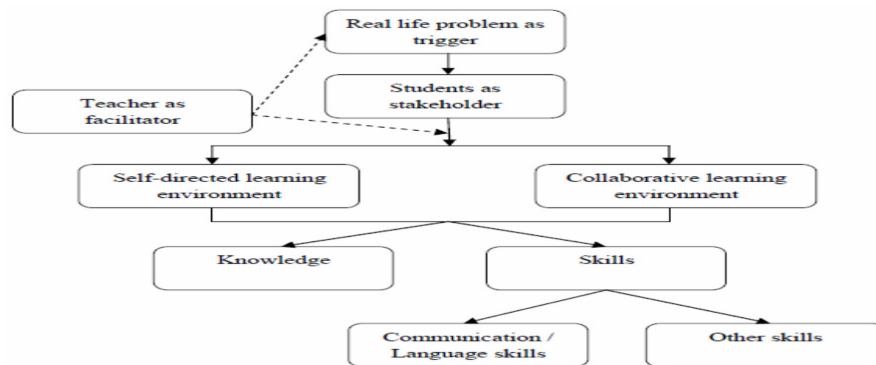 Real life problem as
trigger
Students as
stakeholder
Teacher as
facilitator
Self-directed learning
environment
Collaborative learning
environment
Knowledge
Skills
Communication /
Language skills
Other skills